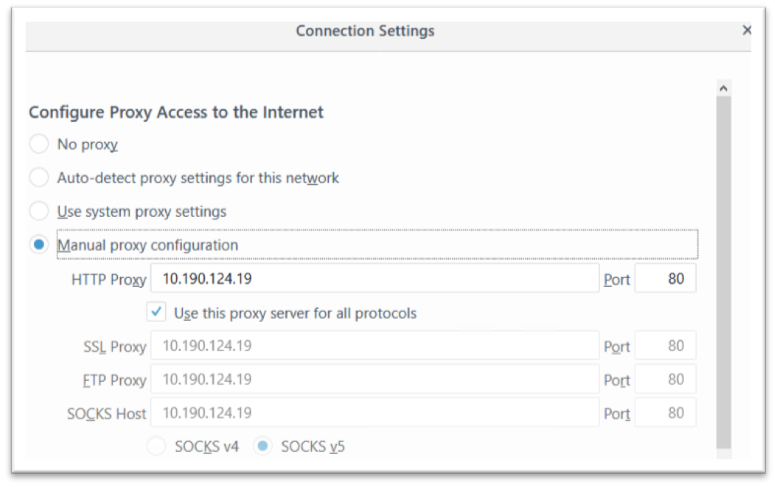 Connection Settings
Configure Proxy Access to the Internet
No proxy
Auto-detect proxy settings for this network
Use system proxy settings
Manual proxy configuration
HTTP Proxy 10.190.124.19 Port 80
Use this proxy server for all protocols
SSL Proxy 10.190.124.19 Port 80
FTP Proxy 10.190.124.19 Port 80
SOCKS Host 10.190.124.19 Port 80
SOCKS v4 SOCKS v5